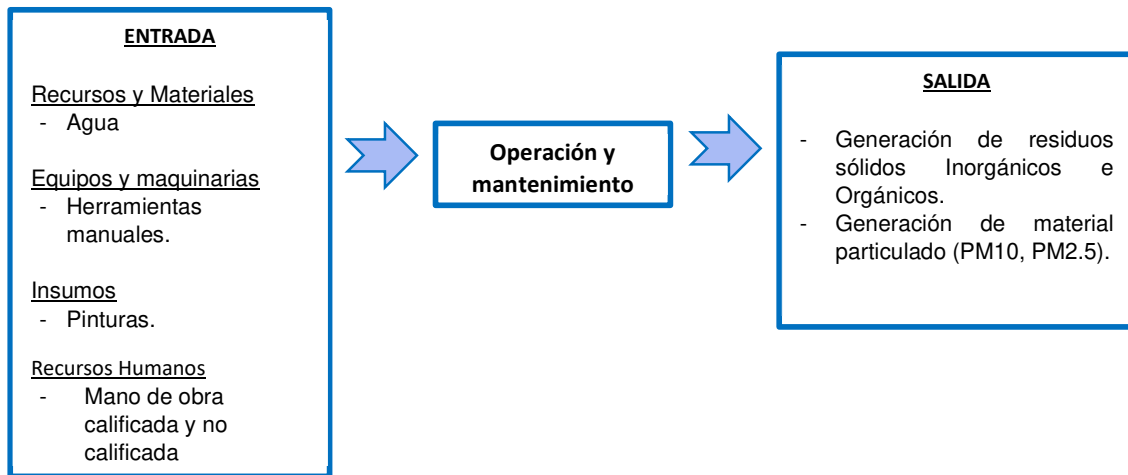 ENTRADA
Recursos y Materiales
- Agua
Equipos y maquinarias
- Herramientas
manuales.
Insumos
- Pinturas.
Recursos Humanos
- Mano de obra
calificada y no
calificada
Operación y
mantenimiento
SALIDA
- Generación de residuos
sólidos Inorgánicos e
Orgánicos.
- Generación de material
particulado (PM10, PM2.5).